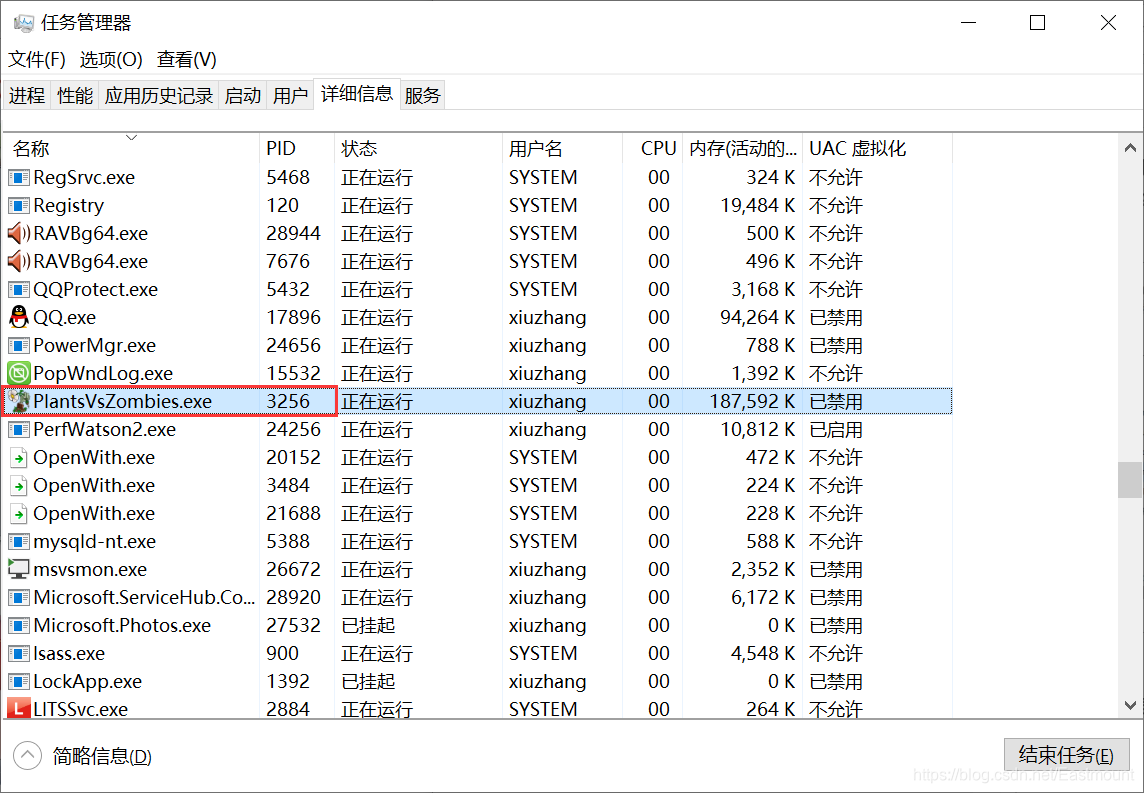 任务管理器
文件(F) 选项(O) 查看(V)
进程 性能 应用历史记录 启动 用户 详细信息 服务
名称 PID 状态 用户名 CPU 内存(活动的... UAC 虚拟化
RegSrvc.exe 5468 正在运行 SYSTEM 00 324 K 不允许
Registry 120 正在运行 SYSTEM 00 19,484 K 不允许
RAVBg64.exe 28944 正在运行 SYSTEM 00 500 K 不允许
RAVBg64.exe 7676 正在运行 SYSTEM 00 496 K 不允许
QQProtect.exe 5432 正在运行 SYSTEM 00 3,168 K 不允许
QQ.exe 17896 正在运行 xiuzhang 00 94,264 K 已禁用
PowerMgr.exe 24656 正在运行 xiuzhang 00 788 K 已禁用
PopWndLog.exe 15532 正在运行 xiuzhang 00 1,392 K 不允许
PlantsVsZombies.exe 3256 正在运行 xiuzhang 00 187,592 K 已禁用
PerfWatson2.exe 24256 正在运行 xiuzhang 00 10,812 K 已启用
OpenWith.exe 20152 正在运行 SYSTEM 00 472 K 不允许
OpenWith.exe 3484 正在运行 SYSTEM 00 224 K 不允许
OpenWith.exe 21688 正在运行 SYSTEM 00 228 K 不允许
mysqld-nt.exe 5388 正在运行 SYSTEM 00 588 K 不允许
msvsmon.exe 26672 正在运行 xiuzhang 00 2,352 K 已禁用
Microsoft.ServiceHub.Co... 28920 正在运行 xiuzhang 00 6,172 K 已禁用
Microsoft.Photos.exe 27532 已挂起 xiuzhang 00 0 K 已禁用
lsass.exe 900 正在运行 SYSTEM 00 4,548 K 不允许
LockApp.exe 1392 已挂起 xiuzhang 00 0 K 已禁用
LITSSvc.exe 2884 正在运行 SYSTEM 00 264 K 不允许
简略信息(D) 结束任务(E)
https://blog.csdn.net/Eastmount